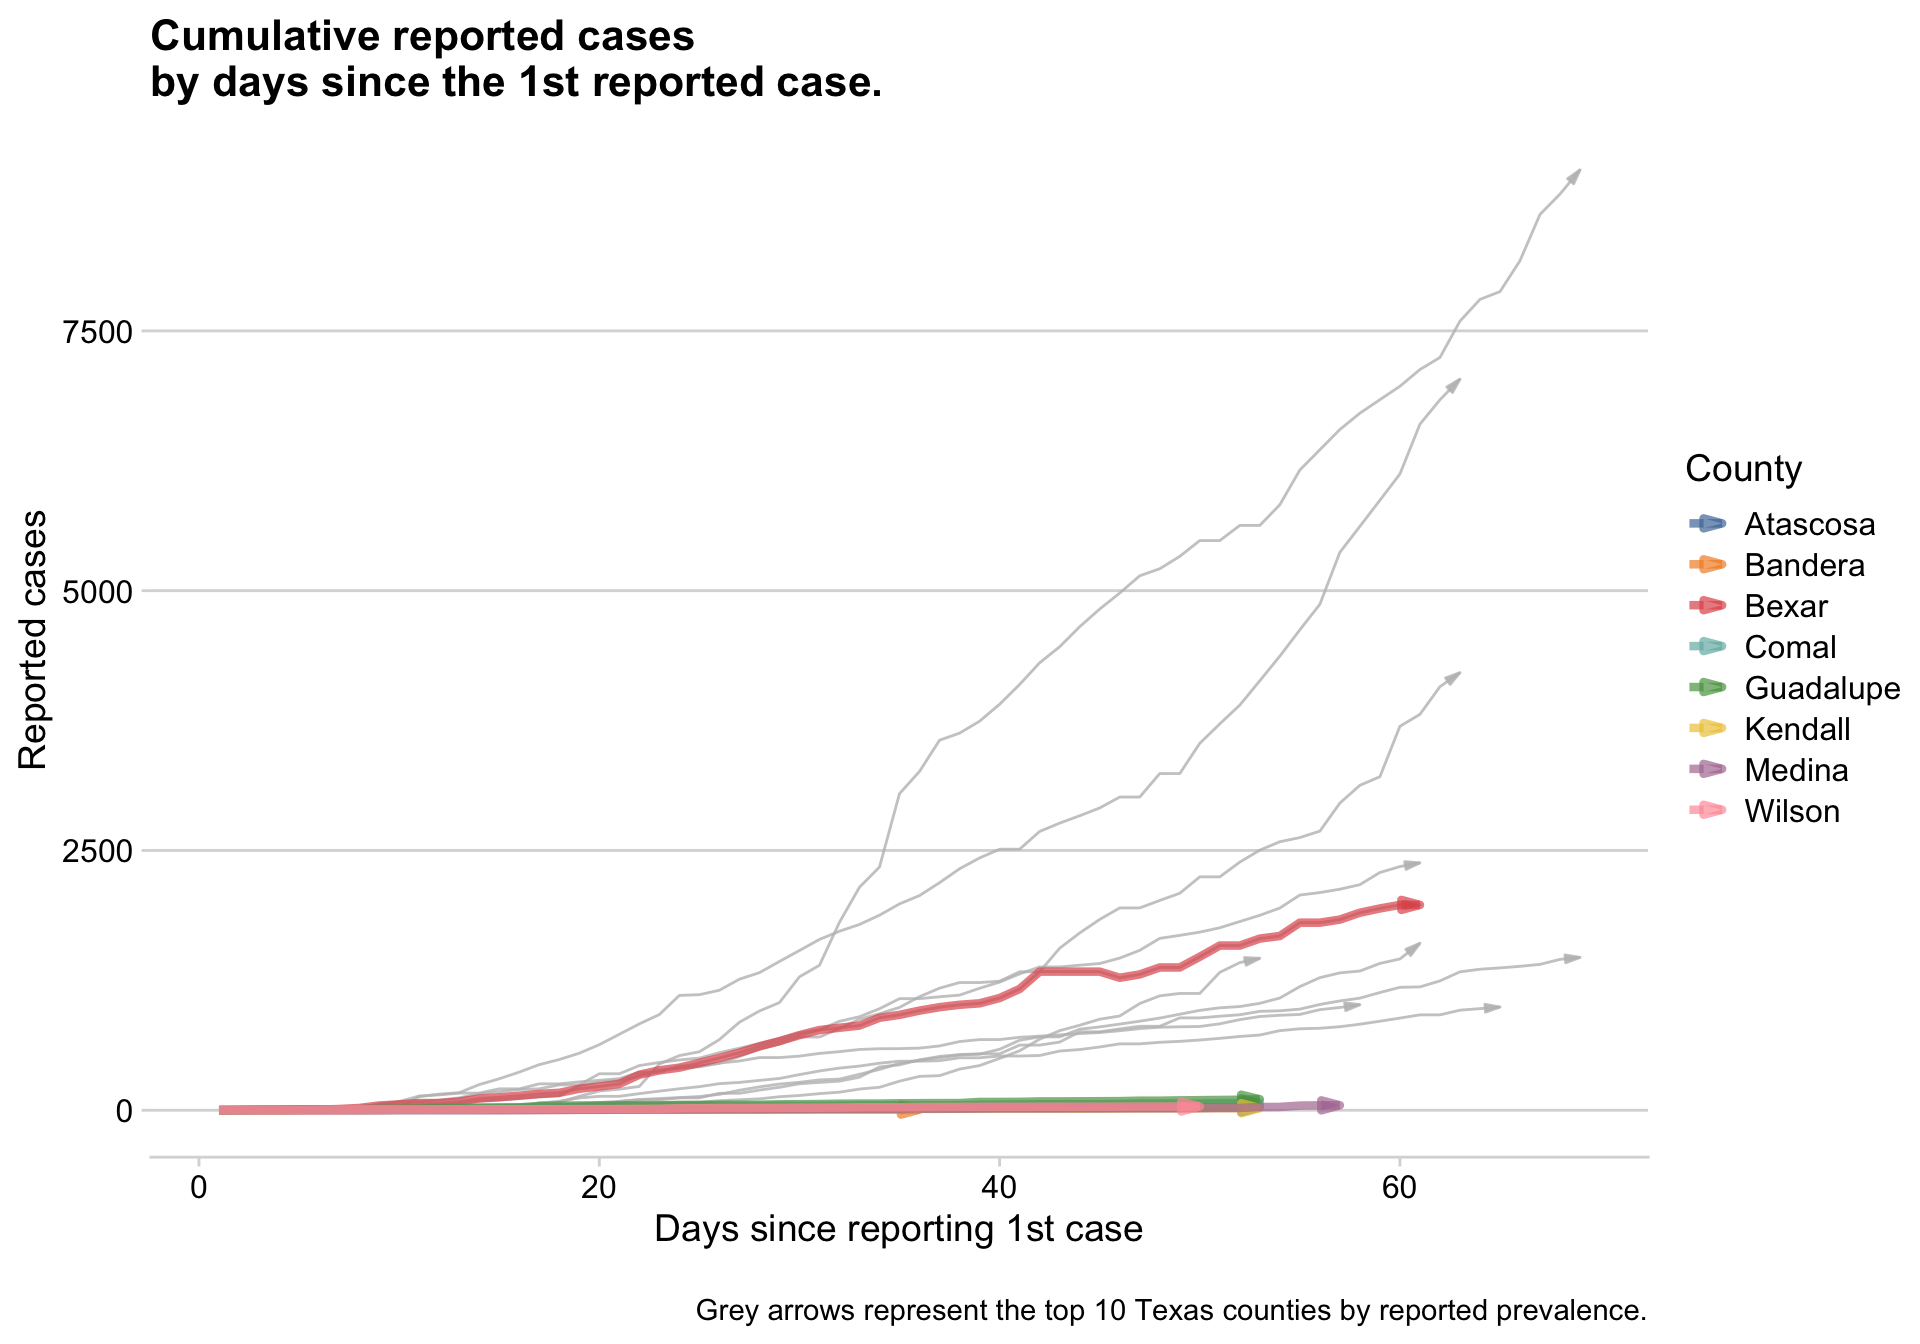 Cumulative reported cases
by days since the 1st reported case.
Reported cases
7500
5000
2500
0
0 20 40 60
Days since reporting 1st case
County
Atascosa
Bandera
Bexar
Comal
Guadalupe
Kendall
Medina
Wilson
Grey arrows represent the top 10 Texas counties by reported prevalence.